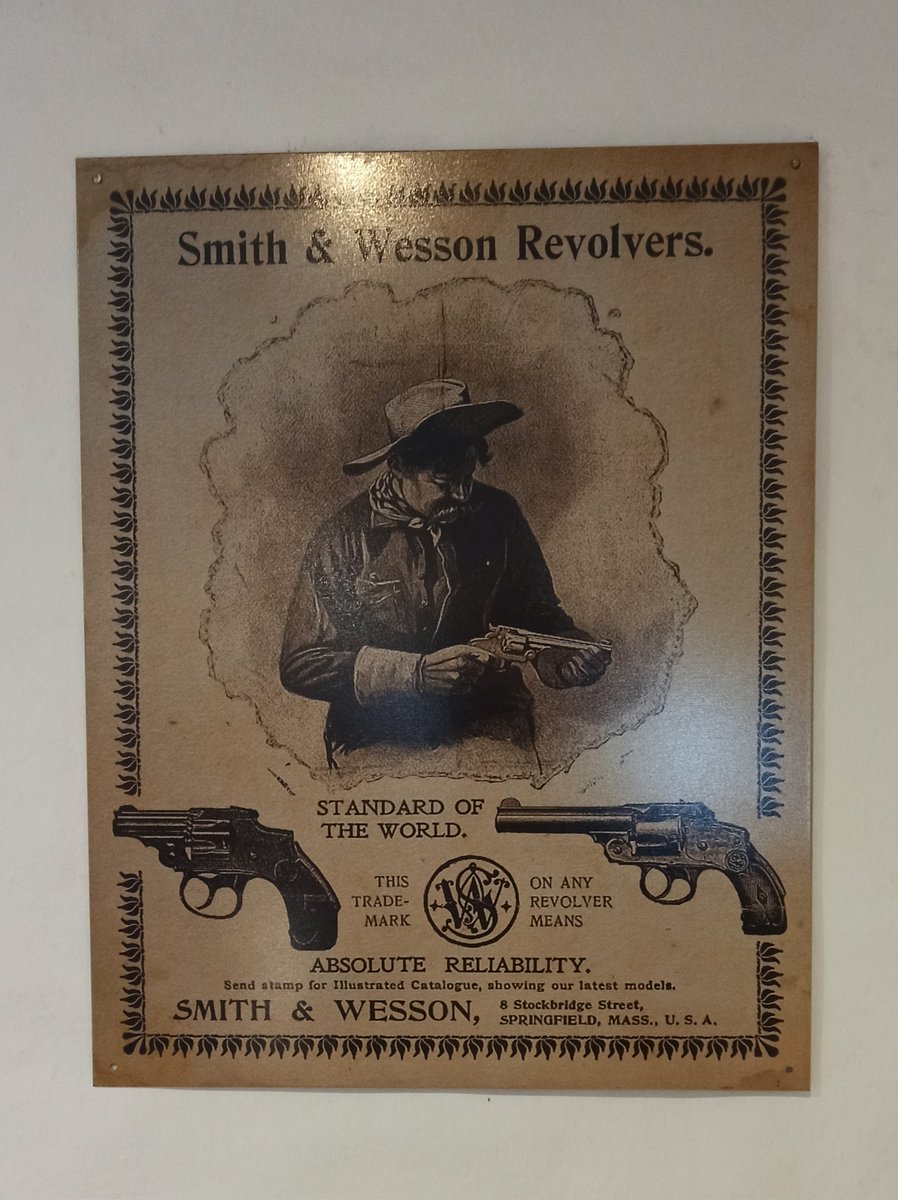 Smith & Wesson Revolvers.
STANDARD OF
THE WORLD.
THIS
TRADE-
MARK
S&W
ON ANY
REVOLVER
MEANS
ABSOLUTE RELIABILITY.
Send stamp for Illustrated Catalogue, showing our latest models.
SMITH & WESSON,
8 Stockbridge Street,
SPRINGFIELD, MASS., U. S. A.